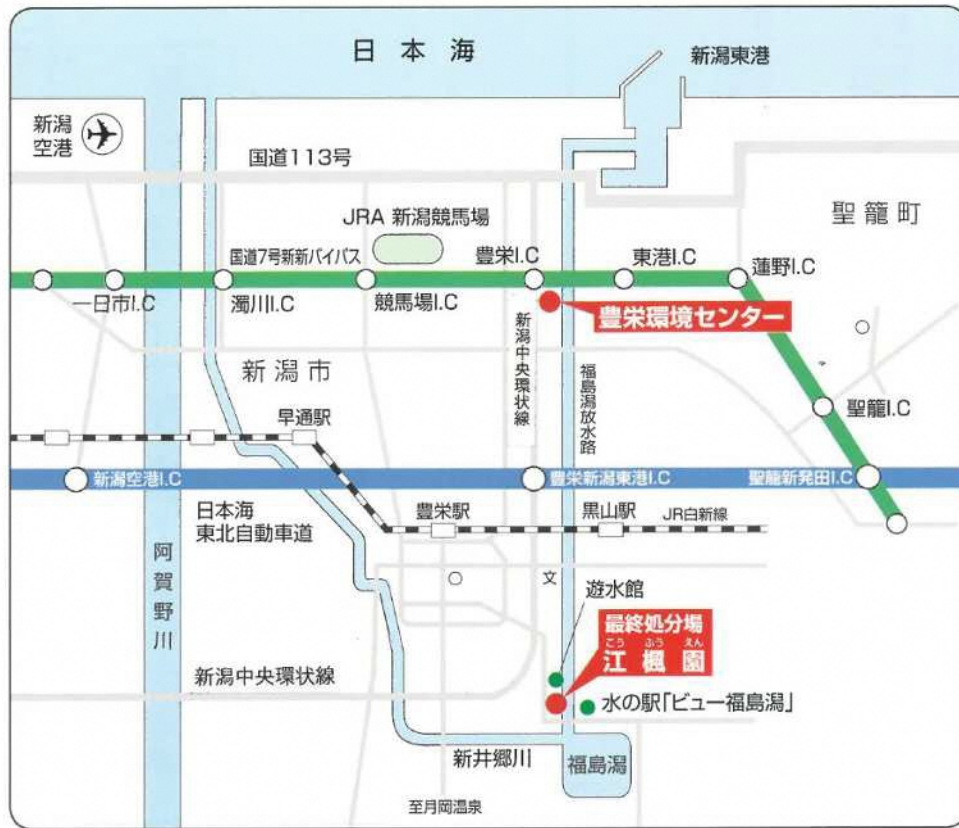 日本海
新潟東港
新潟
空港
国道113号
聖籠町
JRA 新潟競馬場
国道7号新新バイパス
豊栄I.C
東港I.C
蓮野I.C
一日市I.C
濁川I.C
競馬場I.C
豊栄環境センター
新潟中央環状線
福島潟放水路
新潟市
聖籠I.C
早通駅
新潟空港I.C
豊栄新潟東港I.C
聖籠新発田I.C
日本海
東北自動車道
豊栄駅
黒山駅
JR白新線
阿賀野川
文
遊水館
最終処分場
こう ふう えん
江楓園
新潟中央環状線
水の駅「ビュー福島潟」
新井郷川
福島潟
至月岡温泉